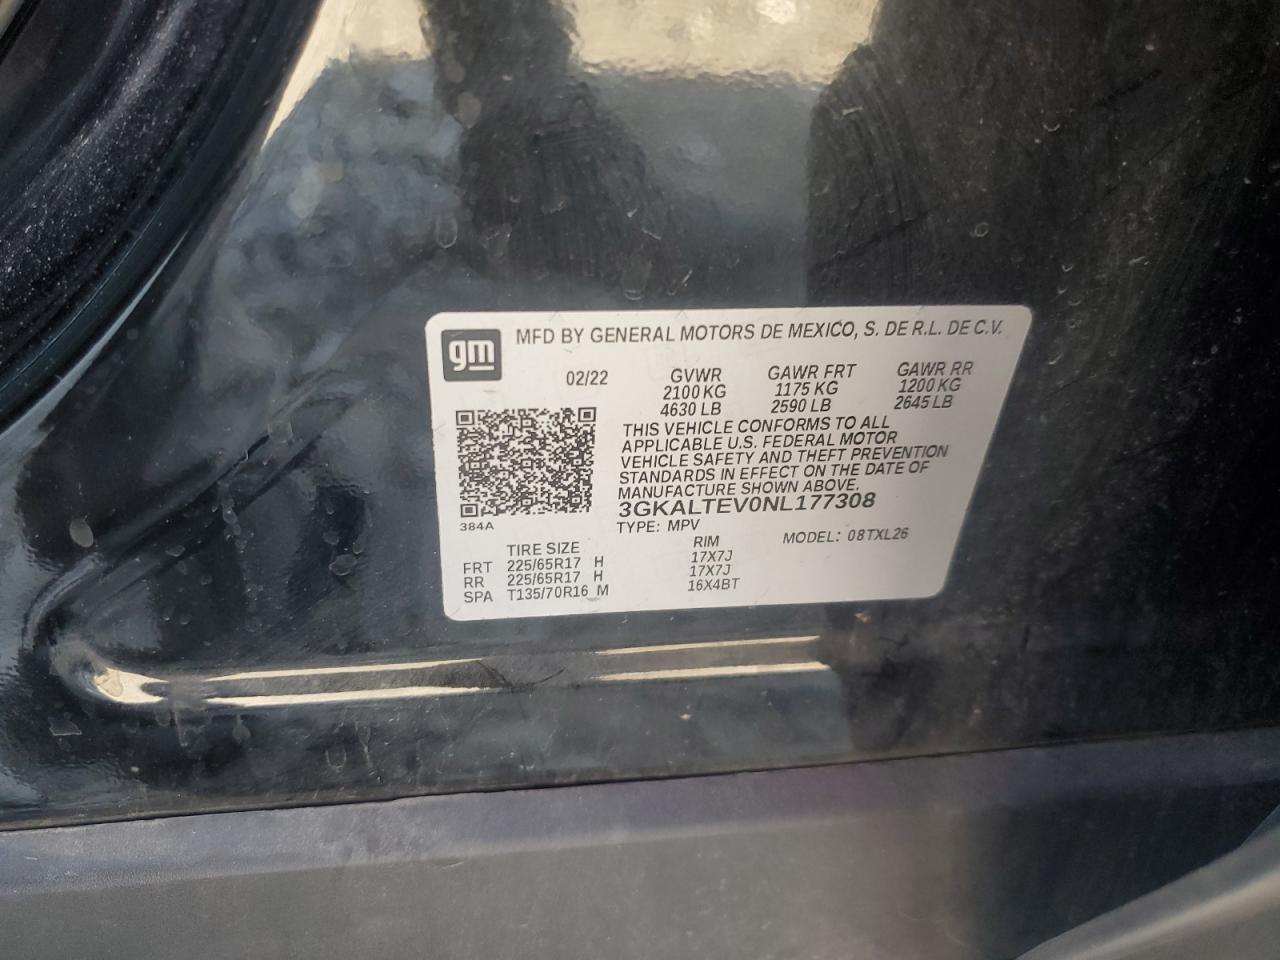 gm
MFD BY GENERAL MOTORS DE MEXICO, S. DE R.L. DE C.V.
02/22 GVWR GAWR FRT GAWR RR
2100 KG 1175 KG 1200 KG
4630 LB 2590 LB 2645 LB
THIS VEHICLE CONFORMS TO ALL
APPLICABLE U.S. FEDERAL MOTOR
VEHICLE SAFETY AND THEFT PREVENTION
STANDARDS IN EFFECT ON THE DATE OF
MANUFACTURE SHOWN ABOVE.
3GKALTEV0NL177308
384A
TYPE: MPV MODEL: 08TXL26
TIRE SIZE RIM
FRT 225/65R17 H 17X7J
RR 225/65R17 H 17X7J
SPA T135/70R16 M 16X4BT